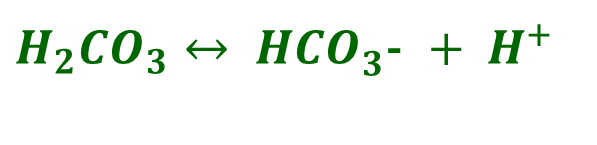 H₂CO₃ ↔ HCO₃- + H⁺